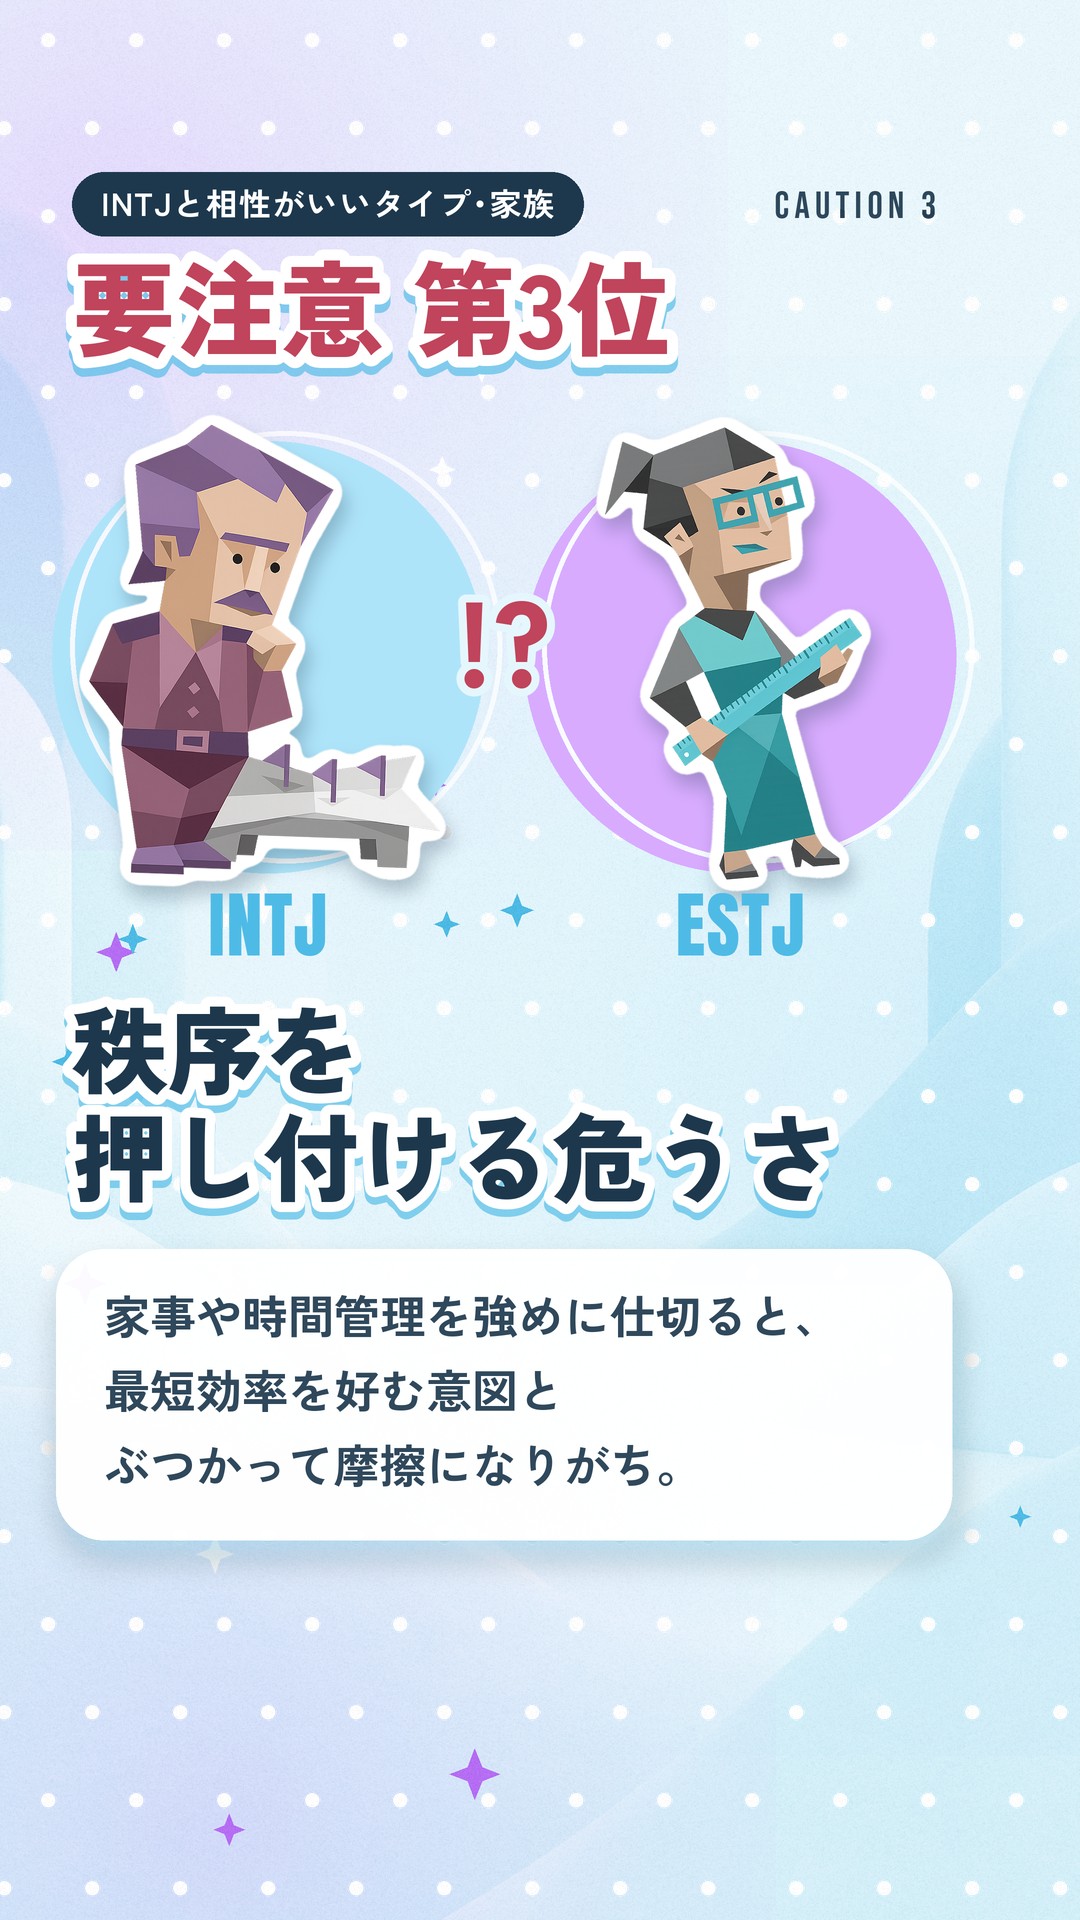 INTJと相性がいいタイプ・家族
CAUTION 3
要注意 第3位
!?
INTJ
ESTJ
秩序を
押し付ける危うさ
家事や時間管理を強めに仕切ると、
最短効率を好む意図と
ぶつかって摩擦になりがち。